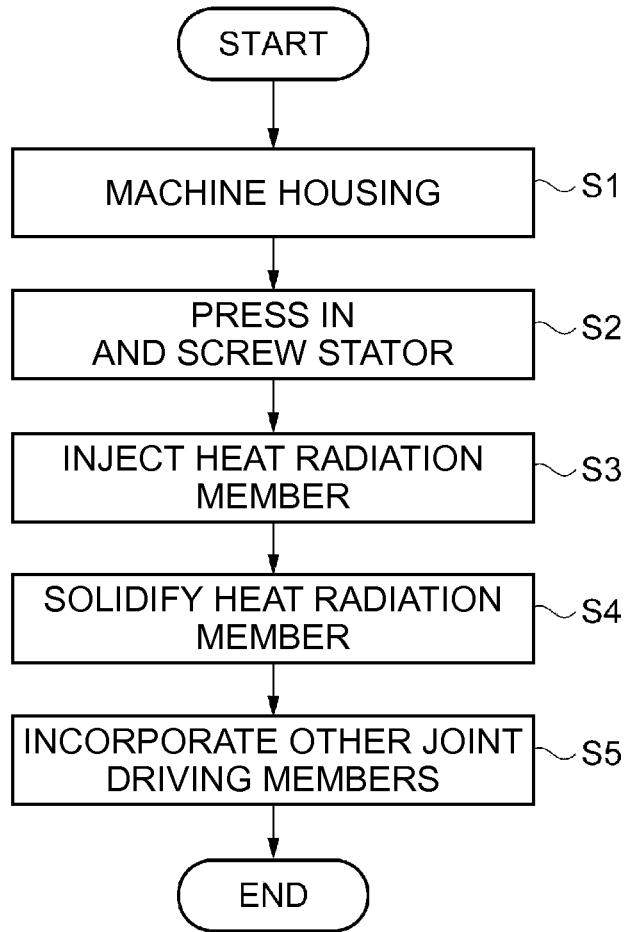 START
MACHINE HOUSING
S1
PRESS IN
AND SCREW STATOR
S2
INJECT HEAT RADIATION
MEMBER
S3
SOLIDIFY HEAT RADIATION
MEMBER
S4
INCORPORATE OTHER JOINT
DRIVING MEMBERS
S5
END